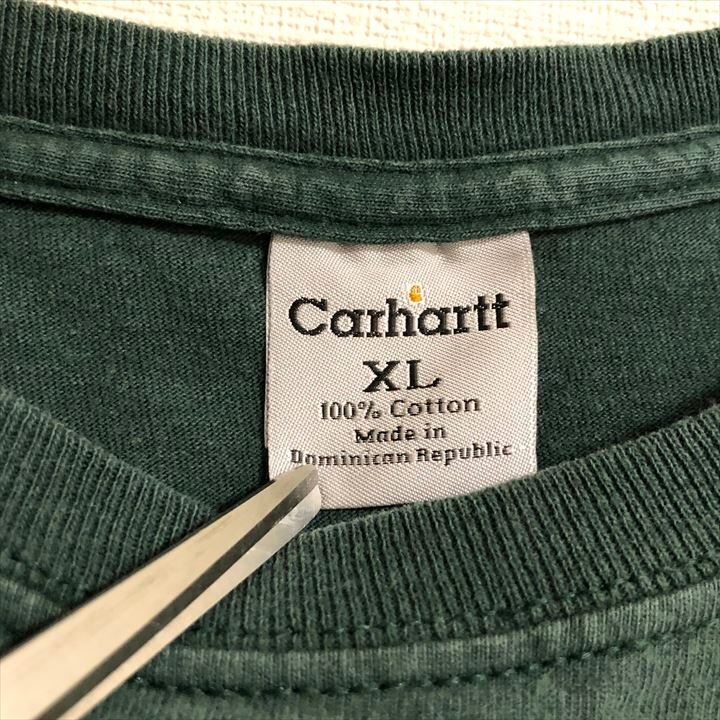 Carhartt
XL
100% Cotton
Made in
Dominican Republic